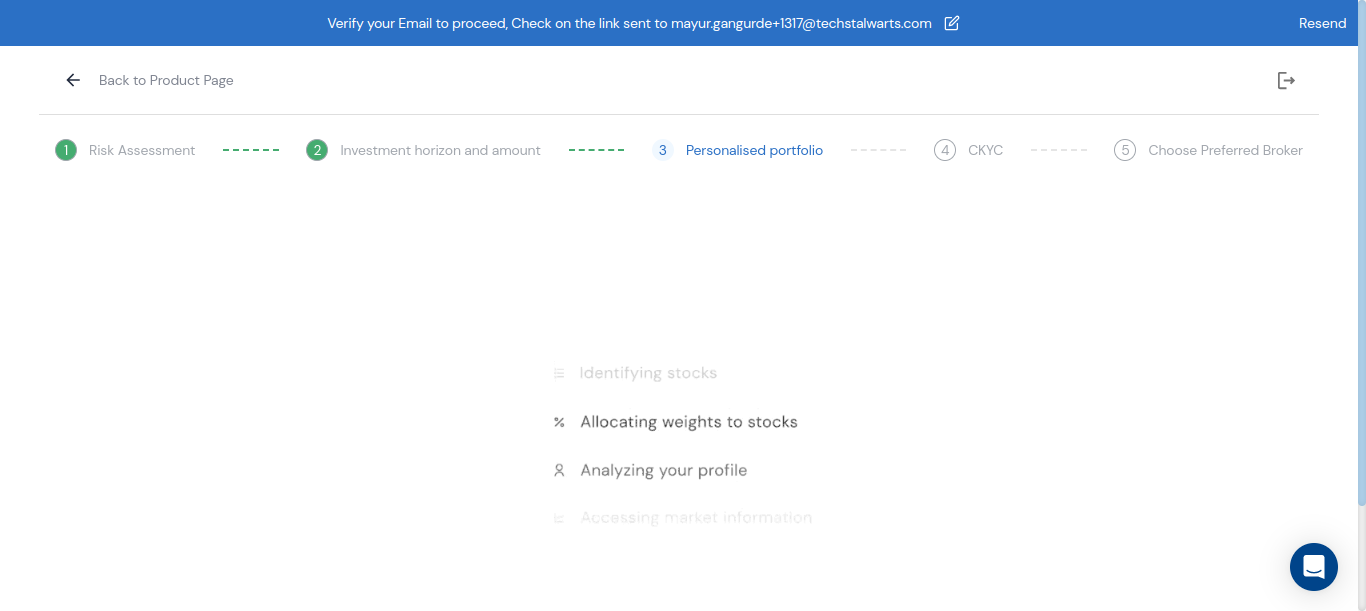 Verify your Email to proceed, Check on the link sent to mayur.gangurde+1317@techstalwarts.com Resend
Back to Product Page
1 Risk Assessment 2 Investment horizon and amount 3 Personalised portfolio 4 CKYC 5 Choose Preferred Broker
Identifying stocks
Allocating weights to stocks
Analyzing your profile
Accessing market information